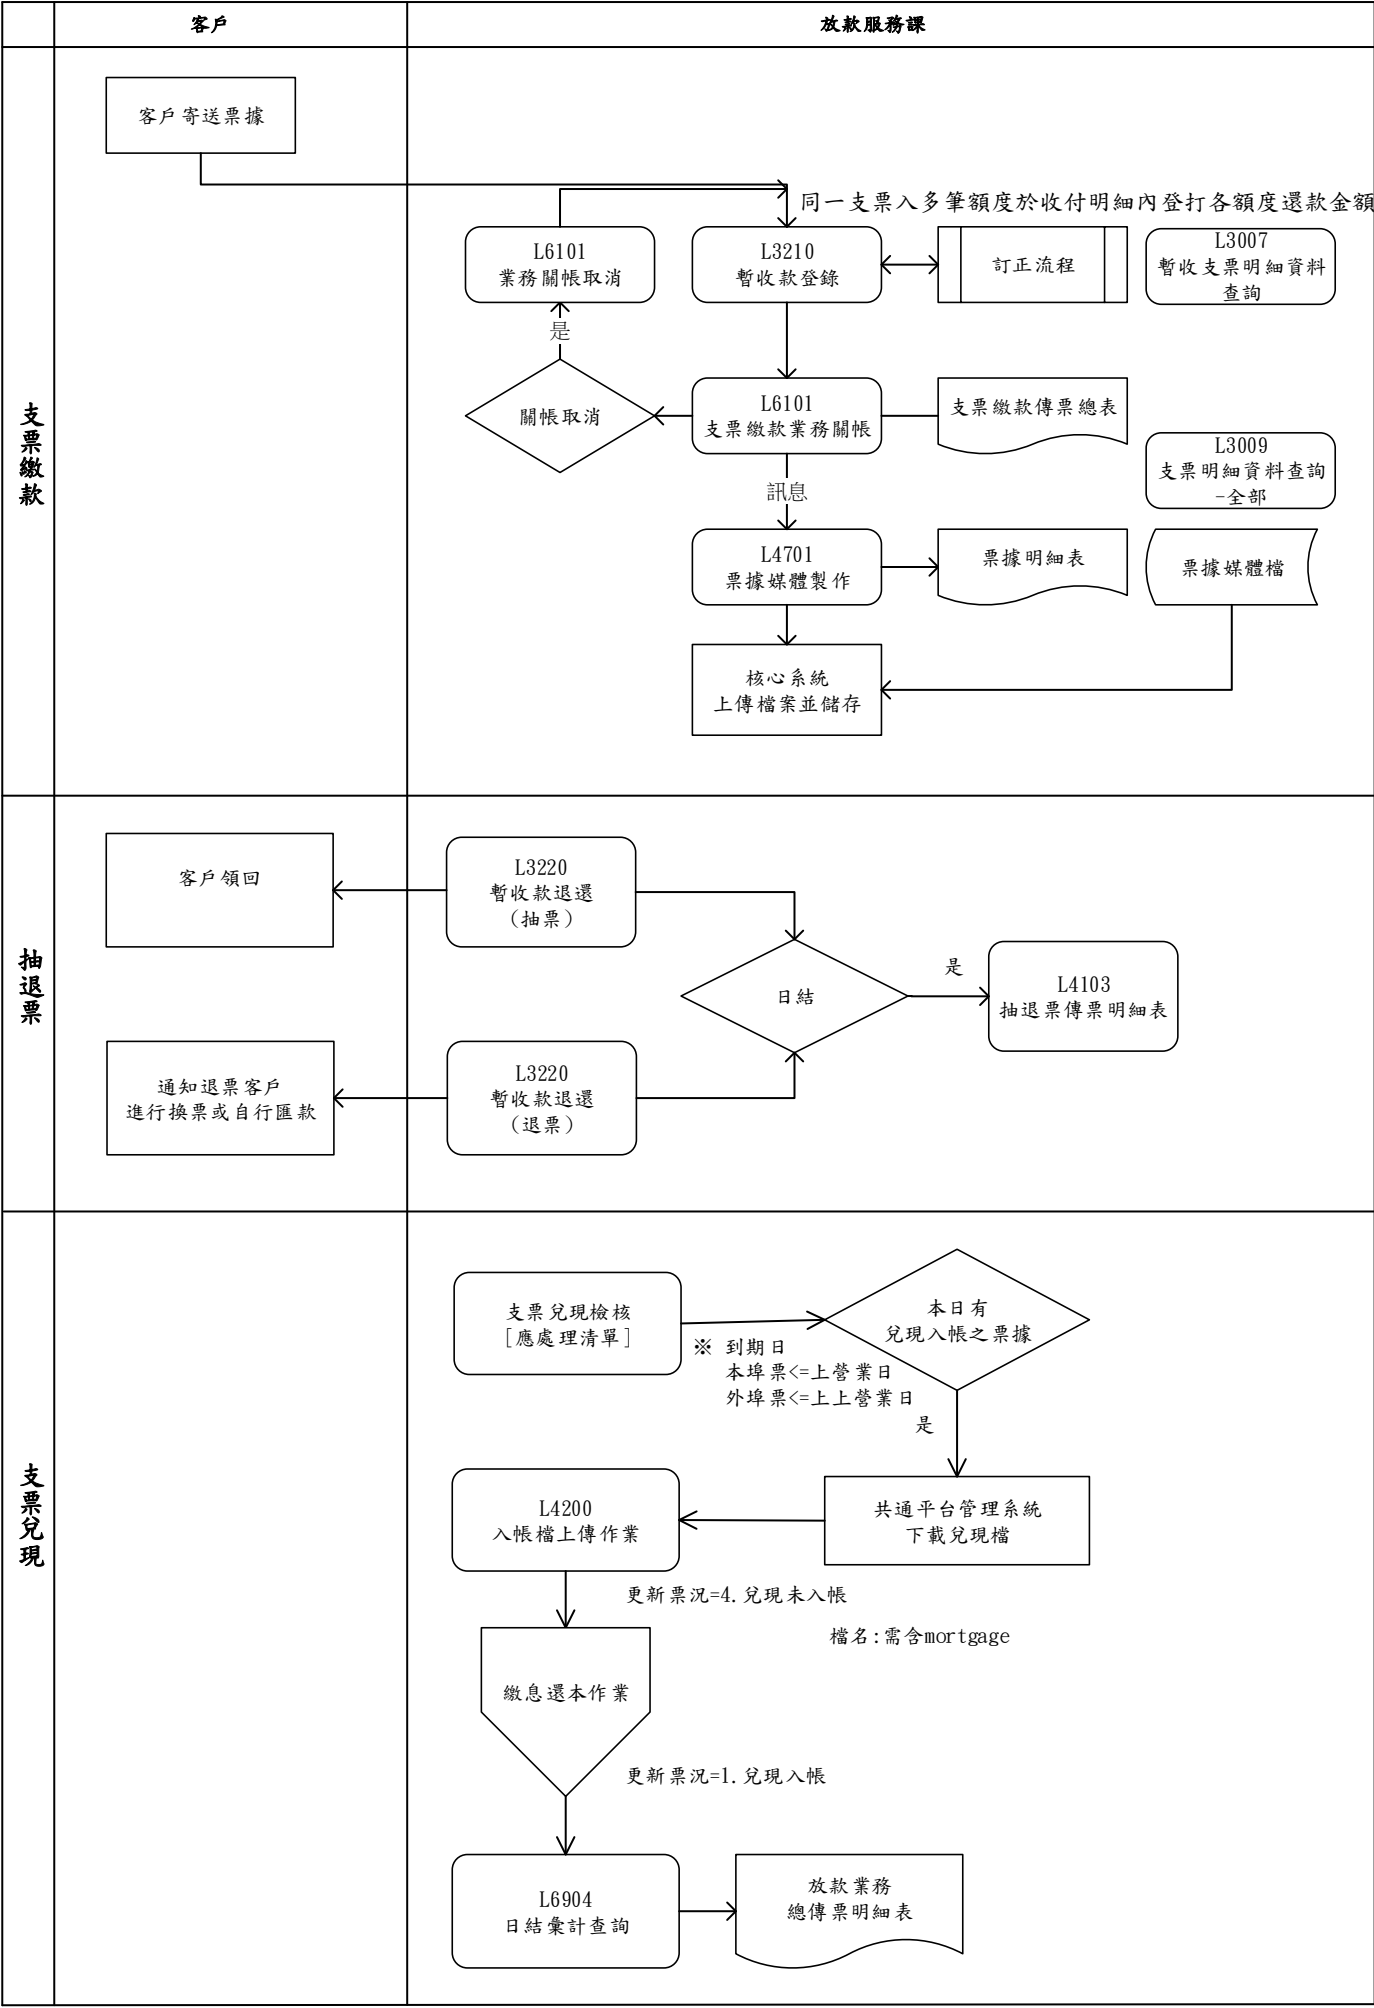 客戶
放款服務課
支票繳款
客戶寄送票據
同一支票入多筆額度於收付明細內登打各額度還款金額
L6101
業務關帳取消
L3210
暫收款登錄
訂正流程
L3007
暫收支票明細資料
查詢
是
關帳取消
L6101
支票繳款業務關帳
支票繳款傳票總表
L3009
支票明細資料查詢
-全部
訊息
L4701
票據媒體製作
票據明細表
票據媒體檔
核心系統
上傳檔案並儲存
抽退票
客戶領回
L3220
暫收款退還
(抽票)
日結
是
L4103
抽退票傳票明細表
通知退票客戶
進行換票或自行匯款
L3220
暫收款退還
(退票)
支票兌現
支票兌現檢核
[應處理清單]
本日有
兌現入帳之票據
※ 到期日
本埠票<=上營業日
外埠票<=上上營業日
是
L4200
入帳檔上傳作業
共通平台管理系統
下載兌現檔
更新票況=4.兌現未入帳
檔名:需含mortgage
繳息還本作業
更新票況=1.兌現入帳
L6904
日結彙計查詢
放款業務
總傳票明細表